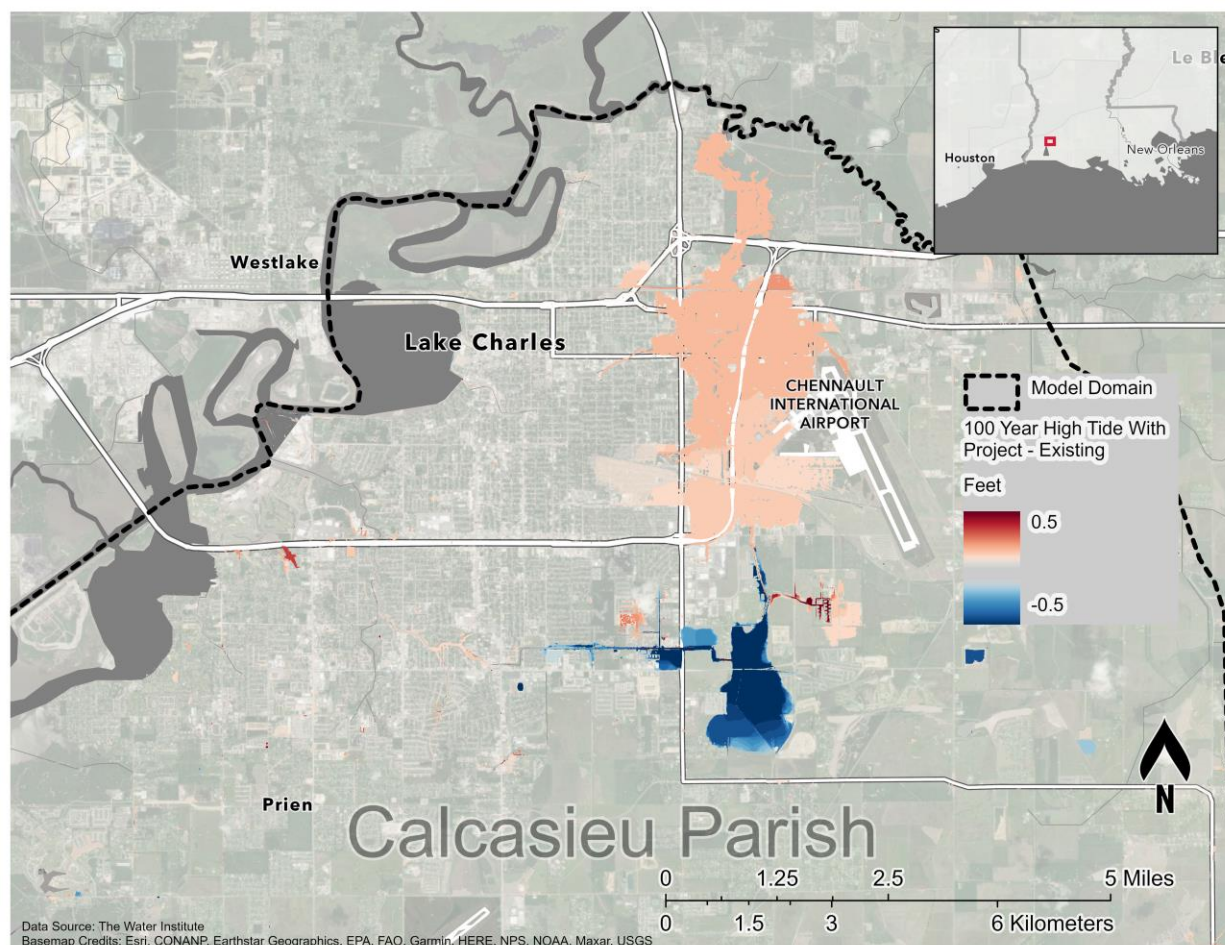 s
Le Ble
New Orleans
Houston
Westlake
Lake Charles
CHENNAULT
INTERNATIONAL
AIRPORT
Model Domain
100 Year High Tide With
Project - Existing
Feet
0.5
-0.5
N
Prien
Calcasieu Parish
0 1.25 2.5 5 Miles
0 1.5 3 6 Kilometers
Data Source: The Water Institute
Basemap Credits: Esri, CONANP, Earthstar Geographics, EPA, FAO, Garmin, HERE, NPS, NOAA, Maxar, USGS